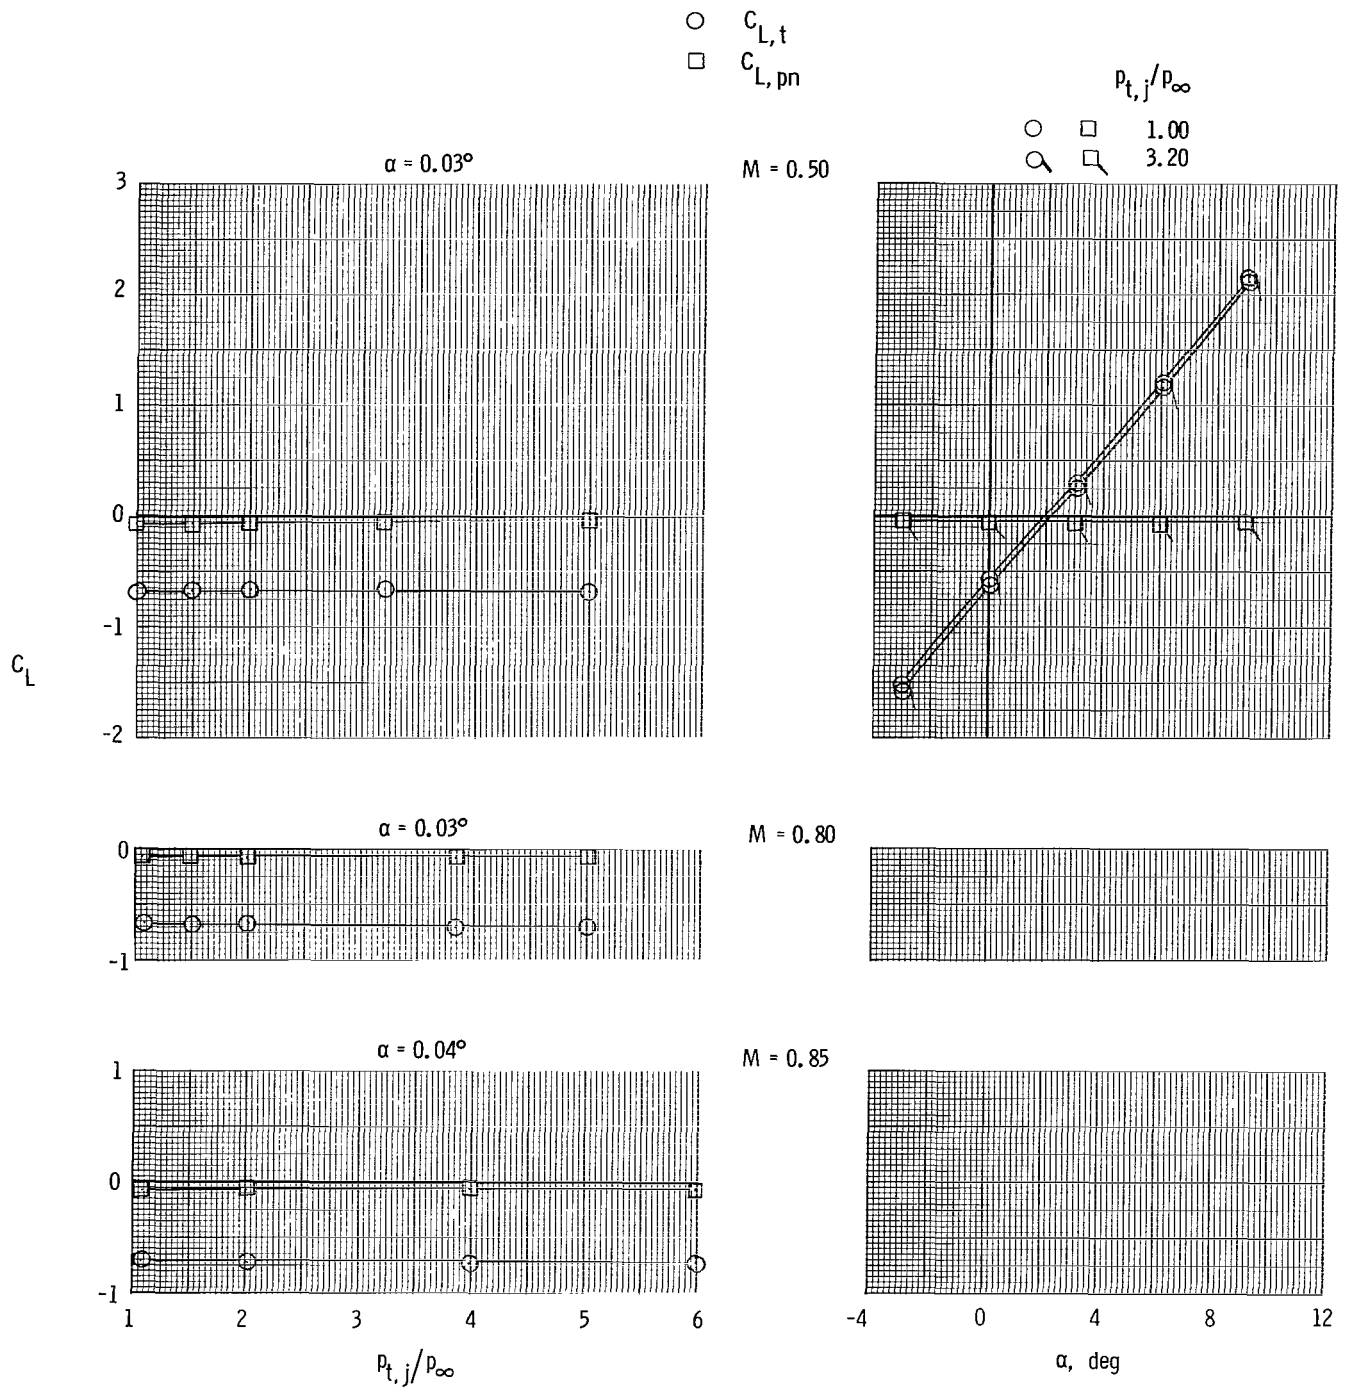 C_L,t
C_L,pn
p_t,j/p_∞
1.00
3.20
α = 0.03°
M = 0.50
3
2
1
0
-1
-2
C_L
α = 0.03°
M = 0.80
0
-1
α = 0.04°
M = 0.85
1
0
-1
1 2 3 4 5 6
-4 0 4 8 12
p_t,j/p_∞
α, deg